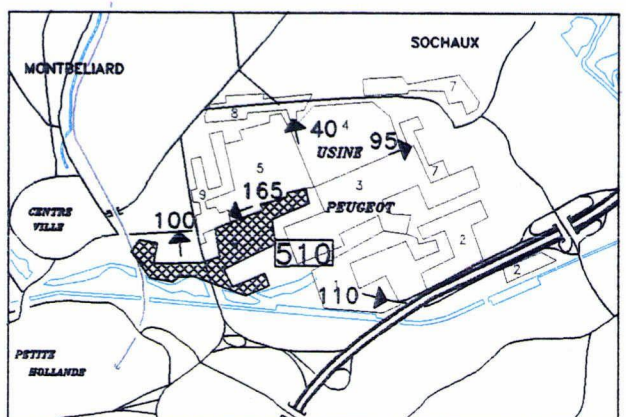 SOCHAUX
MONTBELIARD
7
8
40
4
USINE
95
7
5
9
165
3
CENTRE
VILLE
100
PEUGEOT
2
510
2
110
PETITE
HOLLANDE